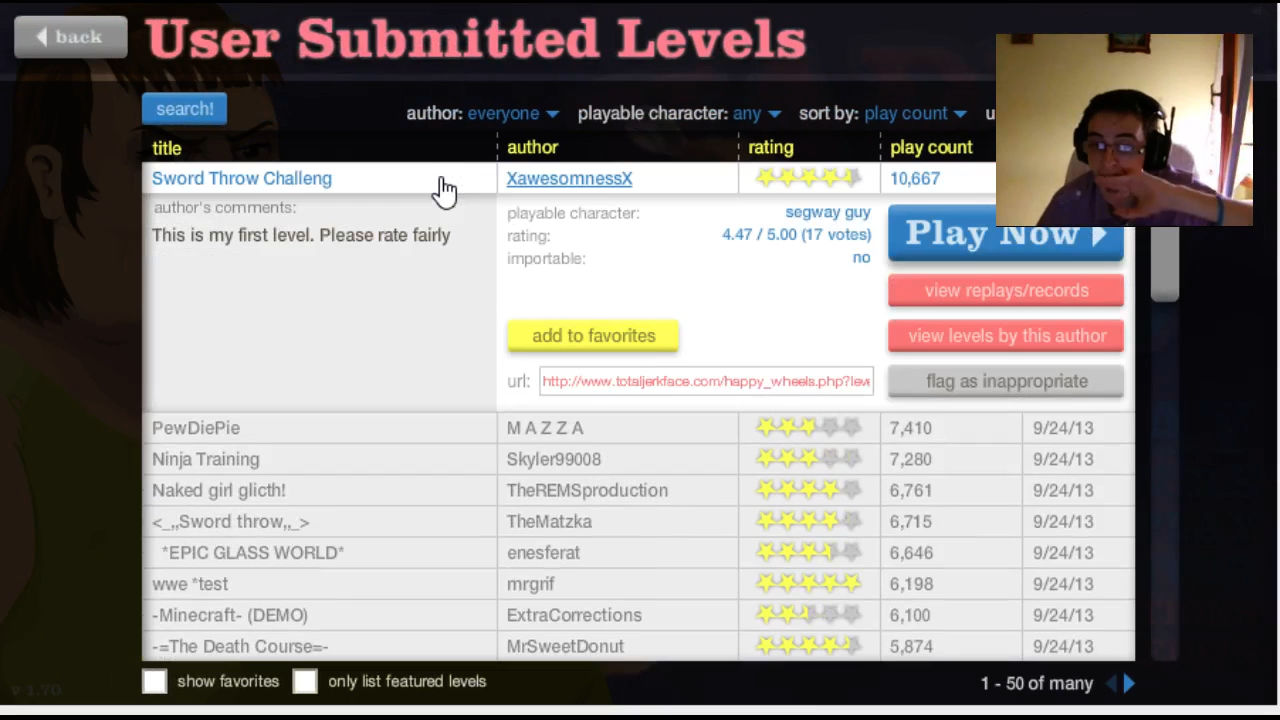 back
User Submitted Levels
search!
author: everyone playable character: any sort by: play count u
title author rating play count
Sword Throw Challeng XawesomnessX 10,667
author's comments:
This is my first level. Please rate fairly
playable character: segway guy
rating: 4.47 / 5.00 (17 votes)
importable: no
Play Now
view replays/records
add to favorites
view levels by this author
url: http://www.totaljerkface.com/happy_wheels.php?leve
flag as inappropriate
PewDiePie M A Z Z A 7,410 9/24/13
Ninja Training Skyler99008 7,280 9/24/13
Naked girl glicth! TheREMSproduction 6,761 9/24/13
<_,,Sword throw,,_> TheMatzka 6,715 9/24/13
*EPIC GLASS WORLD* enesferat 6,646 9/24/13
wwe *test mrgrif 6,198 9/24/13
-Minecraft- (DEMO) ExtraCorrections 6,100 9/24/13
-=The Death Course=- MrSweetDonut 5,874 9/24/13
show favorites only list featured levels 1 - 50 of many
v 1.70